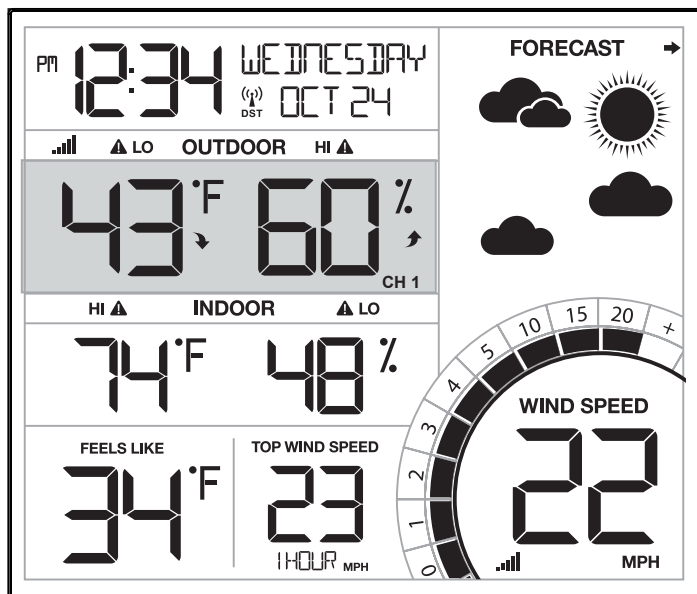 PM 12:34 WEDNESDAY
DST OCT 24
LO OUTDOOR HI
43 °F 60 %
CH 1
HI INDOOR LO
74 °F 48 %
FEELS LIKE
34 °F
TOP WIND SPEED
23
1 HOUR MPH
FORECAST
0 1 2 3 4 5 10 15 20 +
WIND SPEED
22
MPH